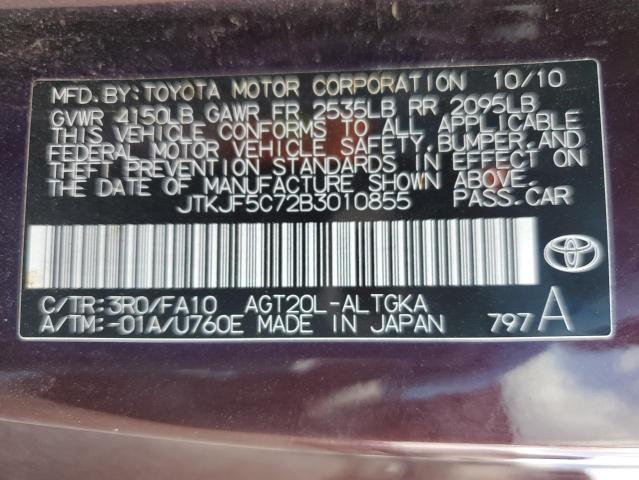 MFD. BY: TOYOTA MOTOR CORPORATION 10/10
GVWR 4150LB GAWR FR 2535LB RR 2095LB
THIS VEHICLE CONFORMS TO ALL APPLICABLE
FEDERAL MOTOR VEHICLE SAFETY, BUMPER, AND
THEFT PREVENTION STANDARDS IN EFFECT ON
THE DATE OF MANUFACTURE SHOWN ABOVE.
JTKJF5C72B3010855 PASS.CAR
C/TR: 3R0/FA10 AGT20L-ALTGKA
A/TM: -01A/U760E MADE IN JAPAN 797 A